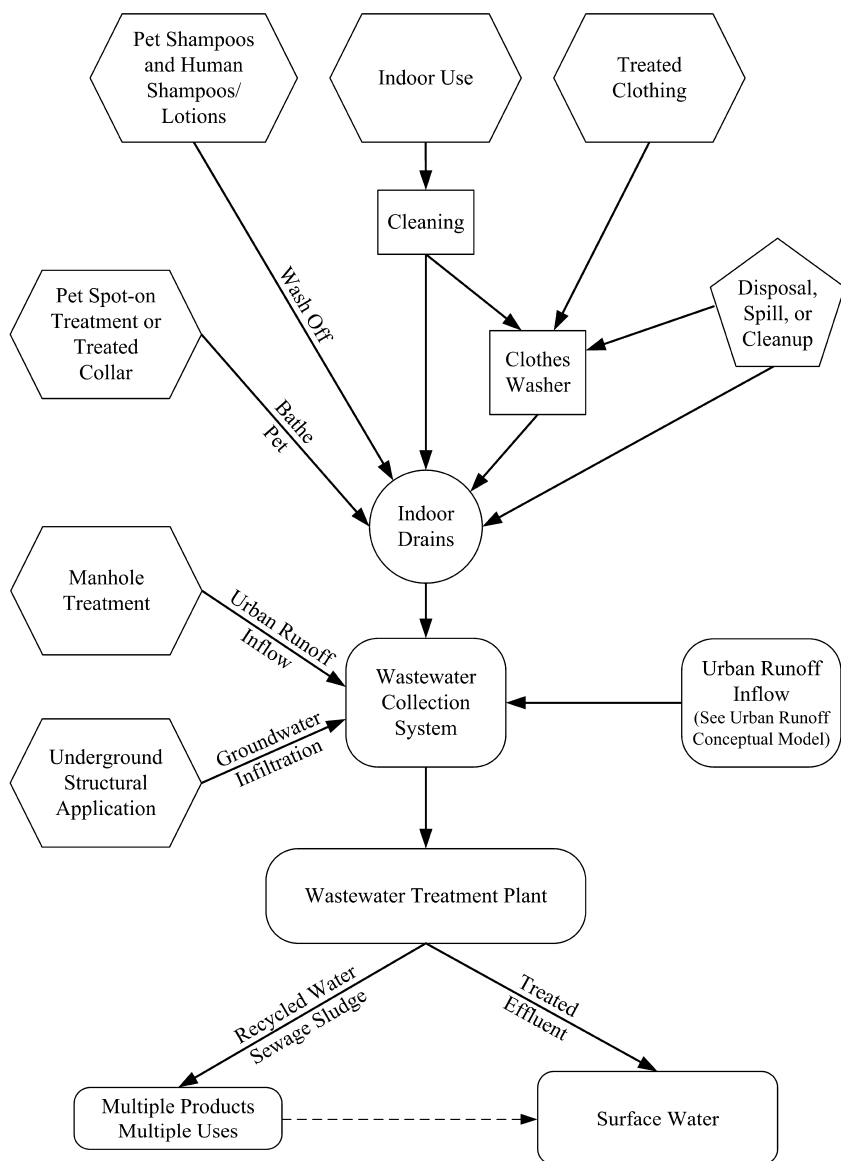 Pet Shampoos
and Human
Shampoos/
Lotions
Indoor Use
Treated
Clothing
Cleaning
Wash Off
Pet Spot-on
Treatment or
Treated
Collar
Disposal,
Spill, or
Cleanup
Clothes
Washer
Bathe
Pet
Indoor
Drains
Manhole
Treatment
Urban Runoff
Inflow
Wastewater
Collection
System
Urban Runoff
Inflow
(See Urban Runoff
Conceptual Model)
Underground
Structural
Application
Groundwater
Infiltration
Wastewater Treatment Plant
Recycled Water
Sewage Sludge
Treated
Effluent
Multiple Products
Multiple Uses
Surface Water